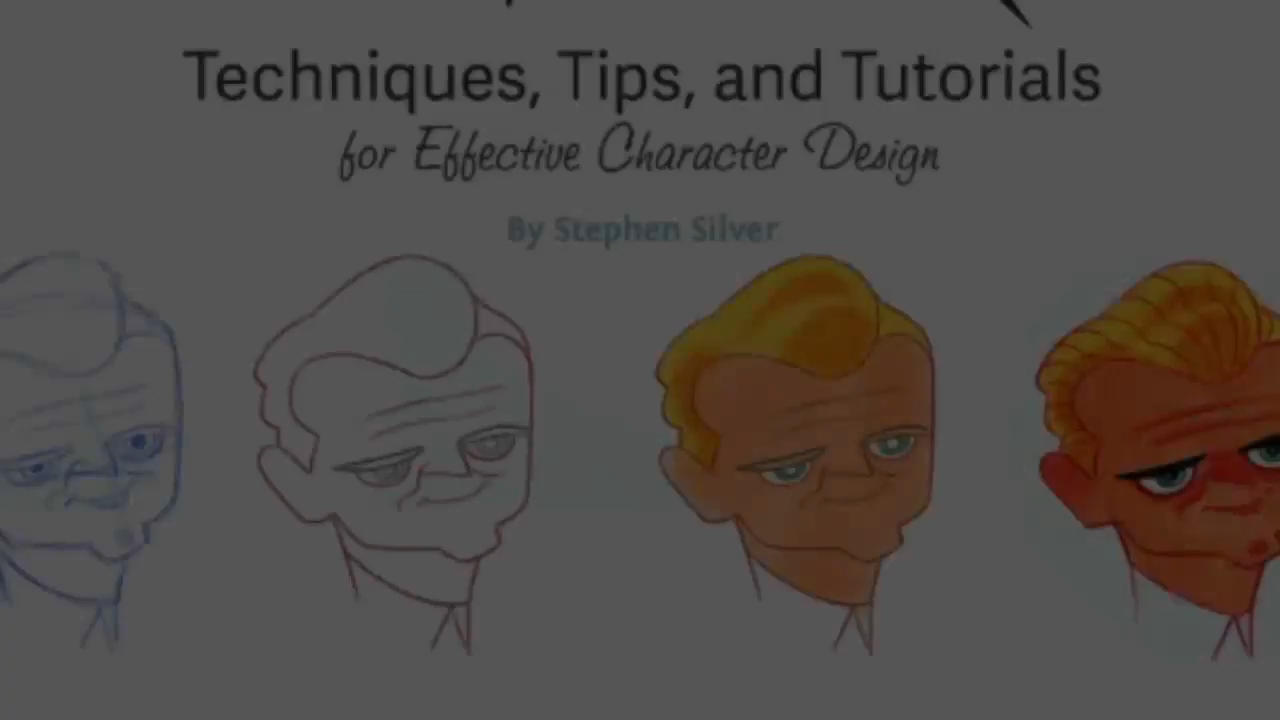 Techniques, Tips, and Tutorials
for Effective Character Design
By Stephen Silver